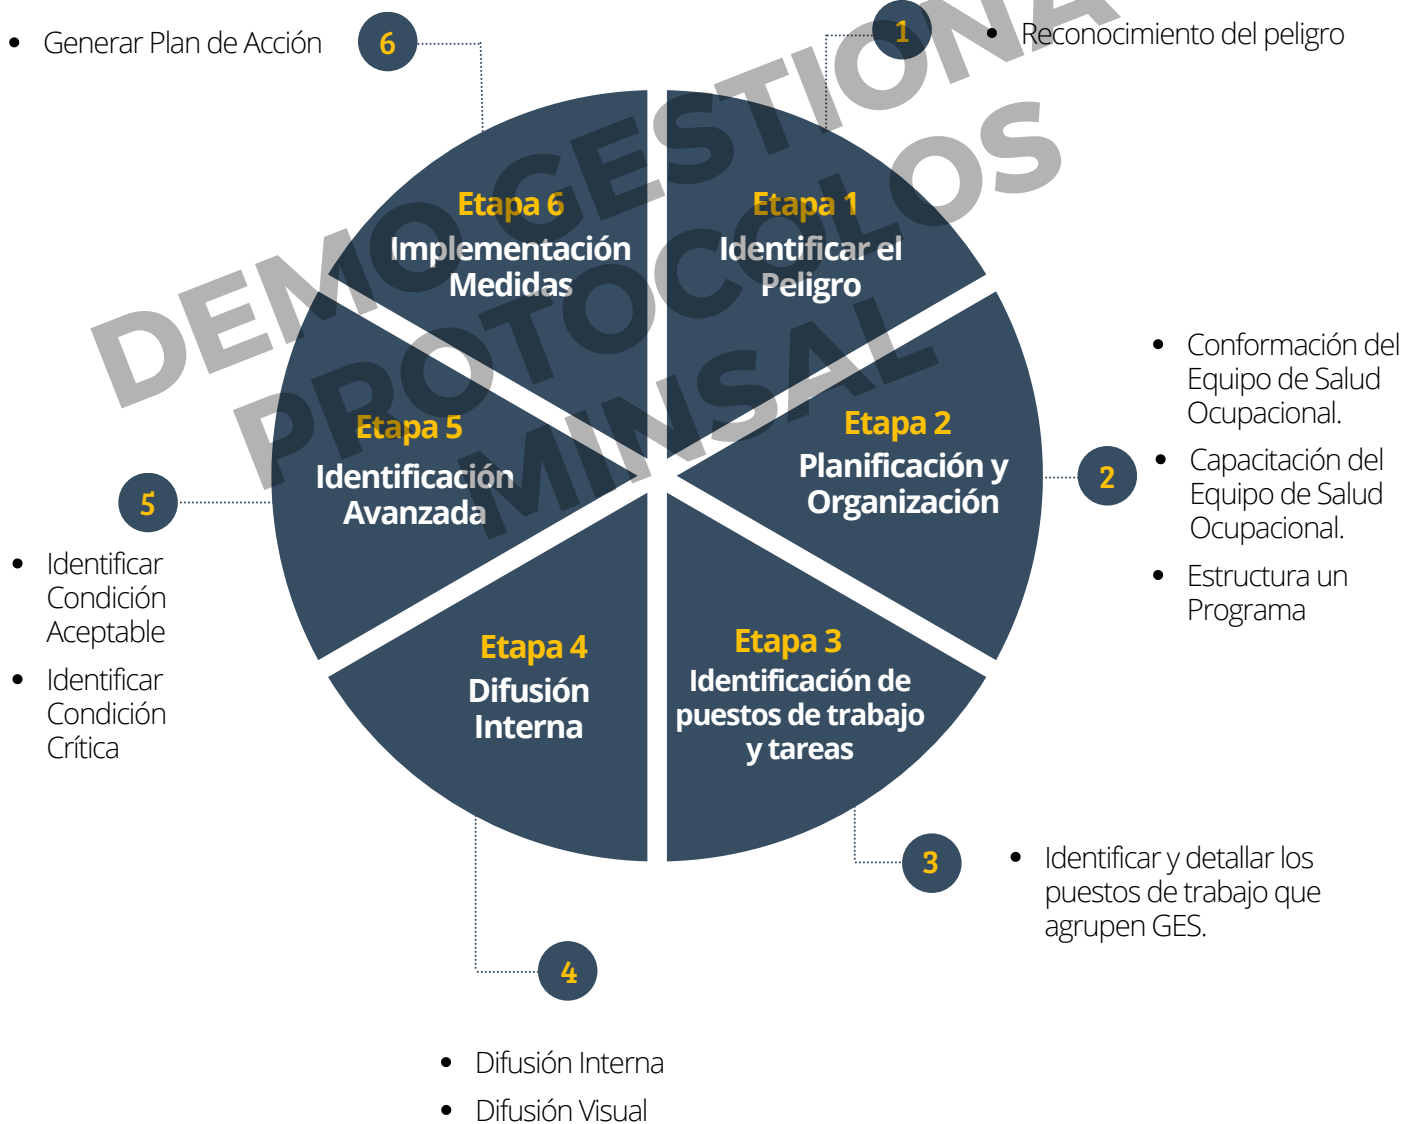 1
• Reconocimiento del peligro
Etapa 1
Identificar el
Peligro
2
• Conformación del
Equipo de Salud
Ocupacional.
• Capacitación del
Equipo de Salud
Ocupacional.
• Estructura un
Programa
Etapa 2
Planificación y
Organización
3
• Identificar y detallar los
puestos de trabajo que
agrupen GES.
Etapa 3
Identificación de
puestos de trabajo
y tareas
4
• Difusión Interna
• Difusión Visual
Etapa 4
Difusión
Interna
5
• Identificar
Condición
Aceptable
• Identificar
Condición
Crítica
Etapa 5
Identificación
Avanzada
6
• Generar Plan de Acción
Etapa 6
Implementación
Medidas
DEMO GESTIONA
PROTOCOLOS
MINSAL